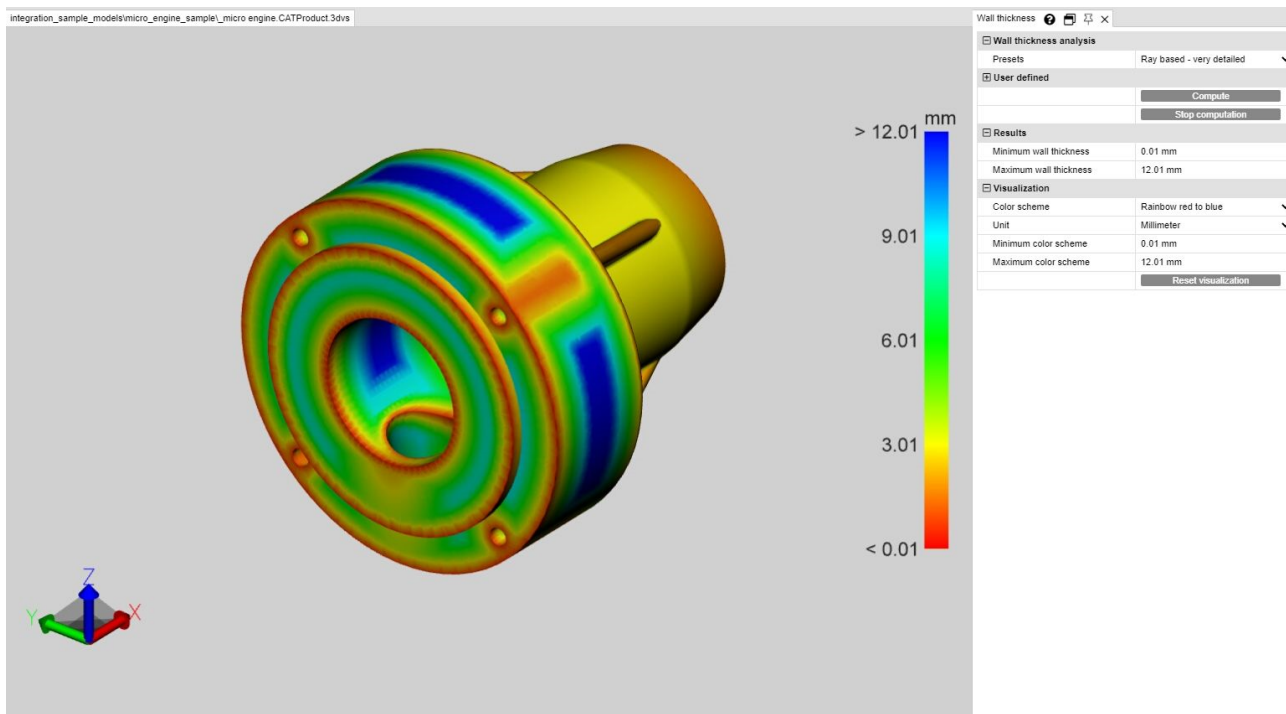 integration_sample_models\micro_engine_sample\_micro engine.CATProduct.3dvs
mm
> 12.01
9.01
6.01
3.01
< 0.01
Z
Y
X
Wall thickness
Wall thickness analysis
Presets Ray based - very detailed
User defined
Compute
Stop computation
Results
Minimum wall thickness 0.01 mm
Maximum wall thickness 12.01 mm
Visualization
Color scheme Rainbow red to blue
Unit Millimeter
Minimum color scheme 0.01 mm
Maximum color scheme 12.01 mm
Reset visualization